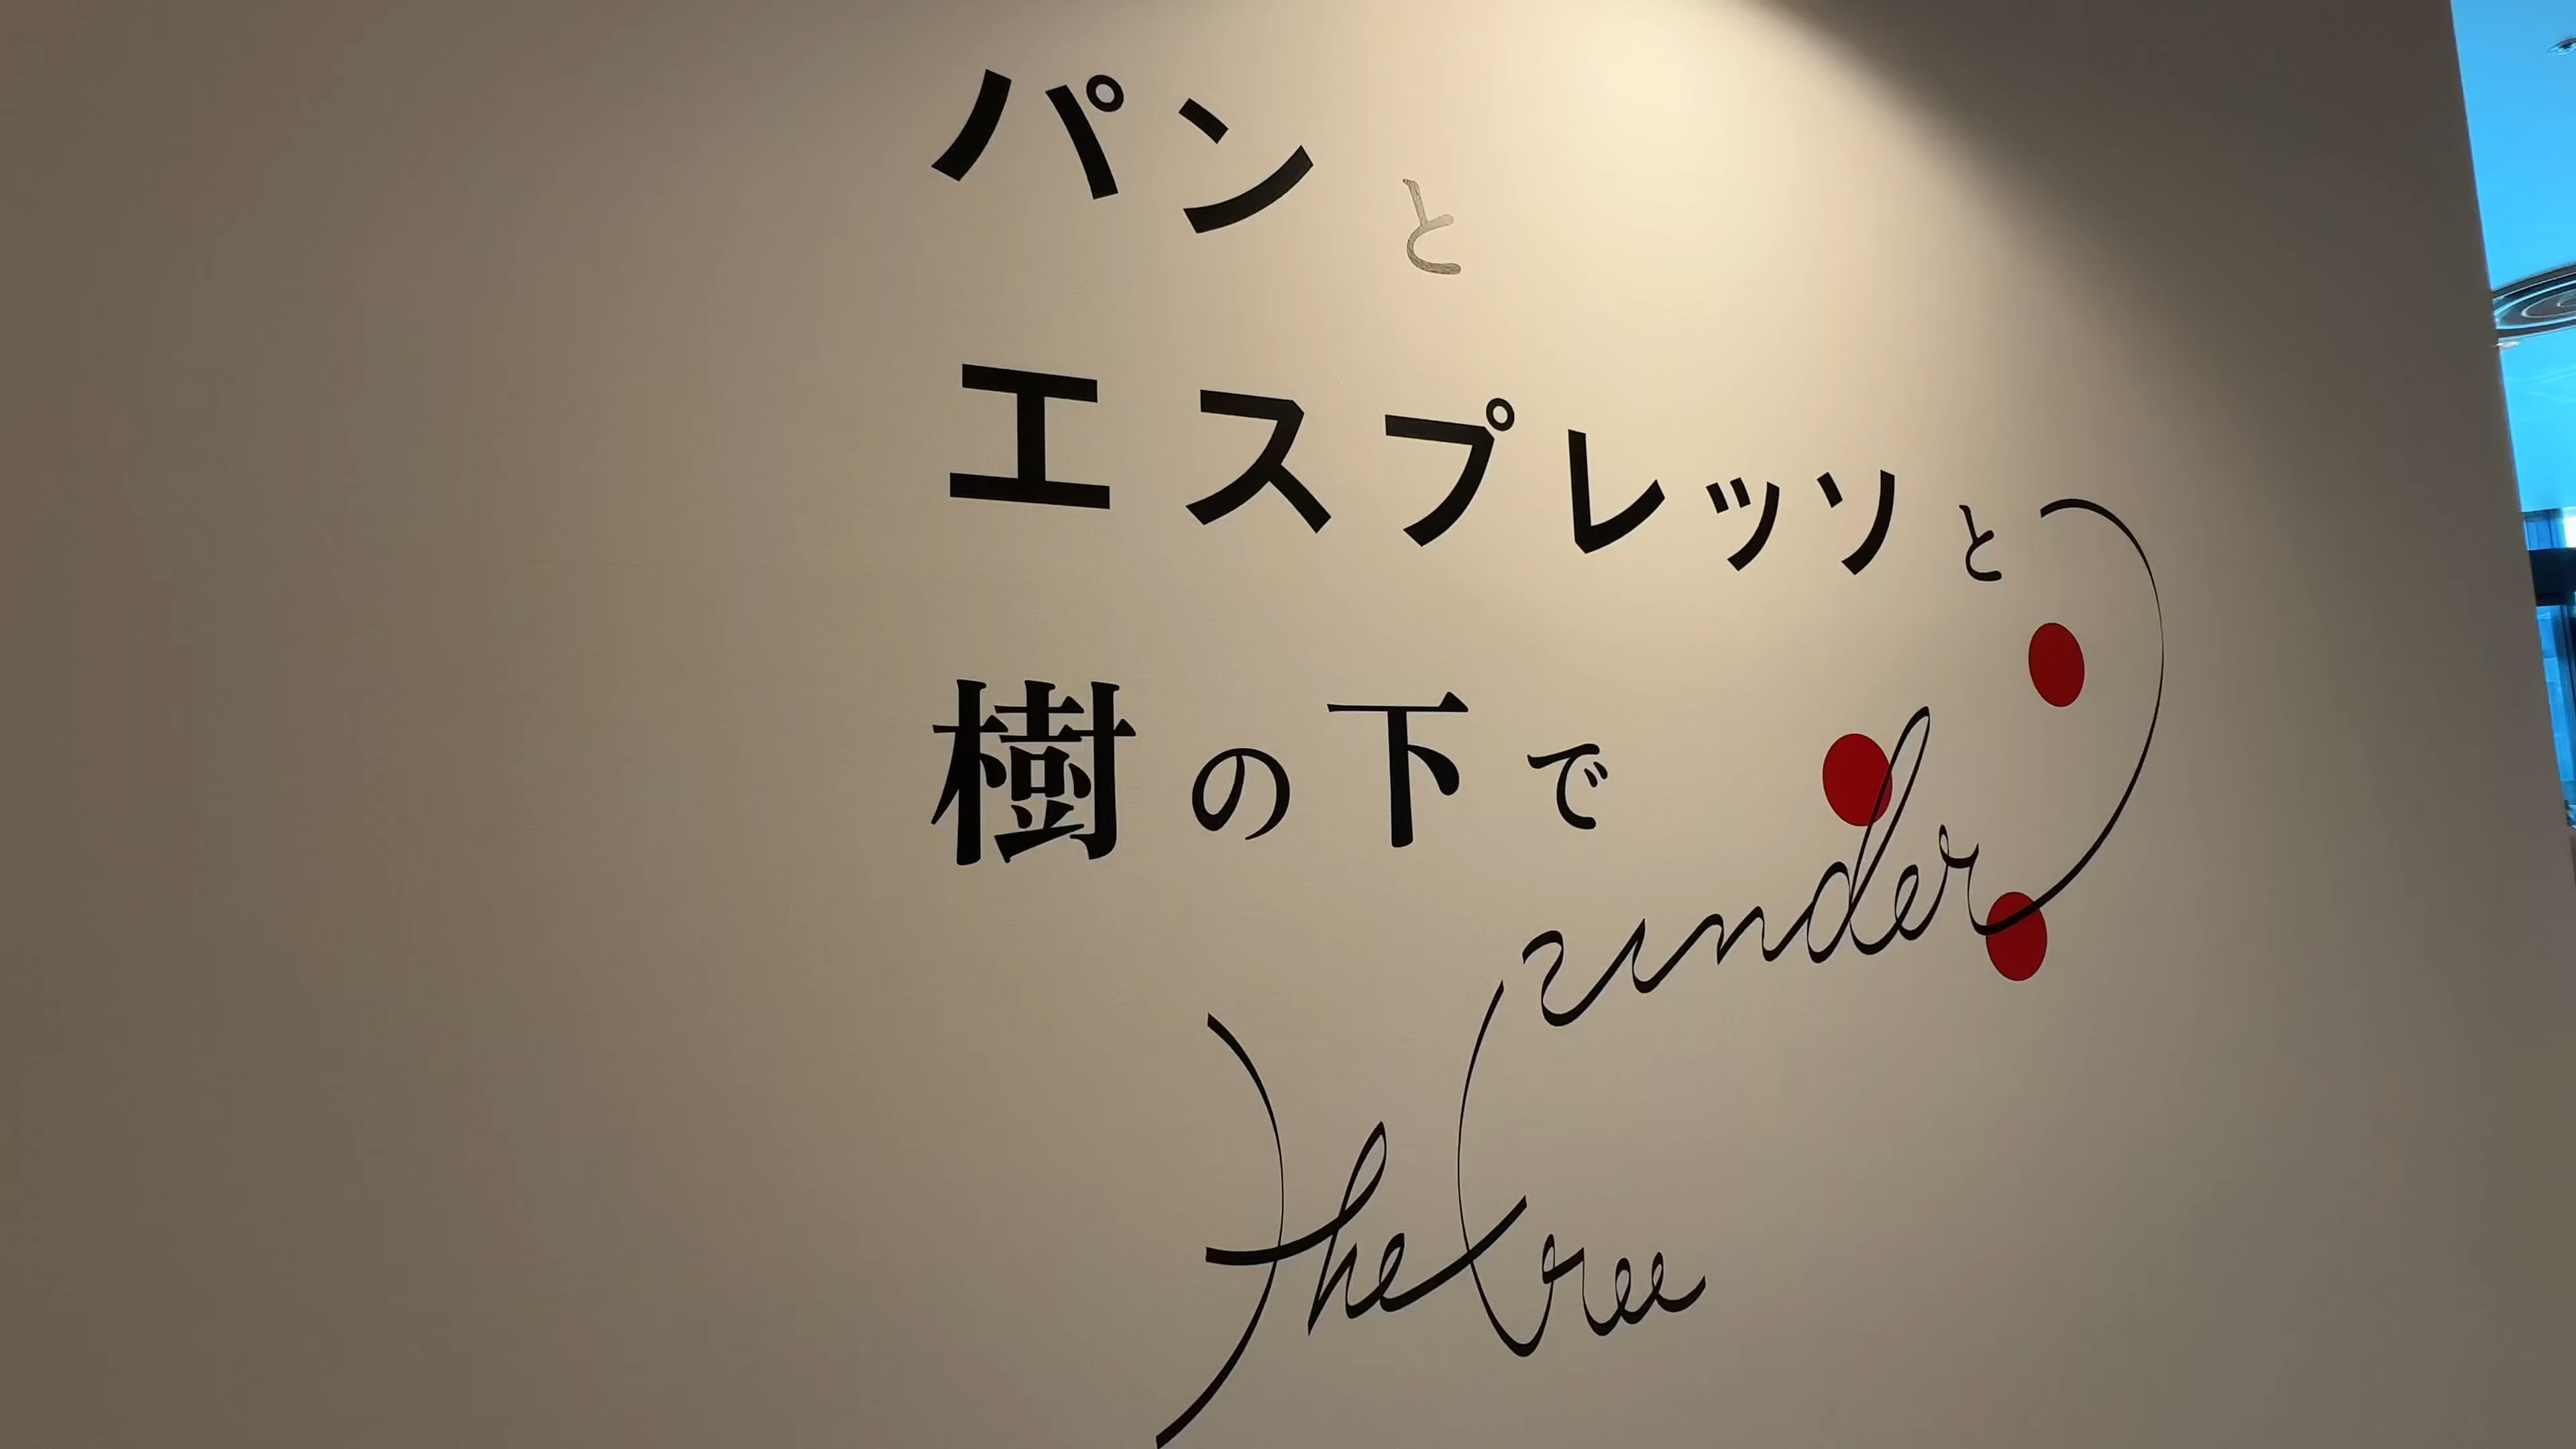 パンと
エスプレッソと
樹の下で
under
the tree